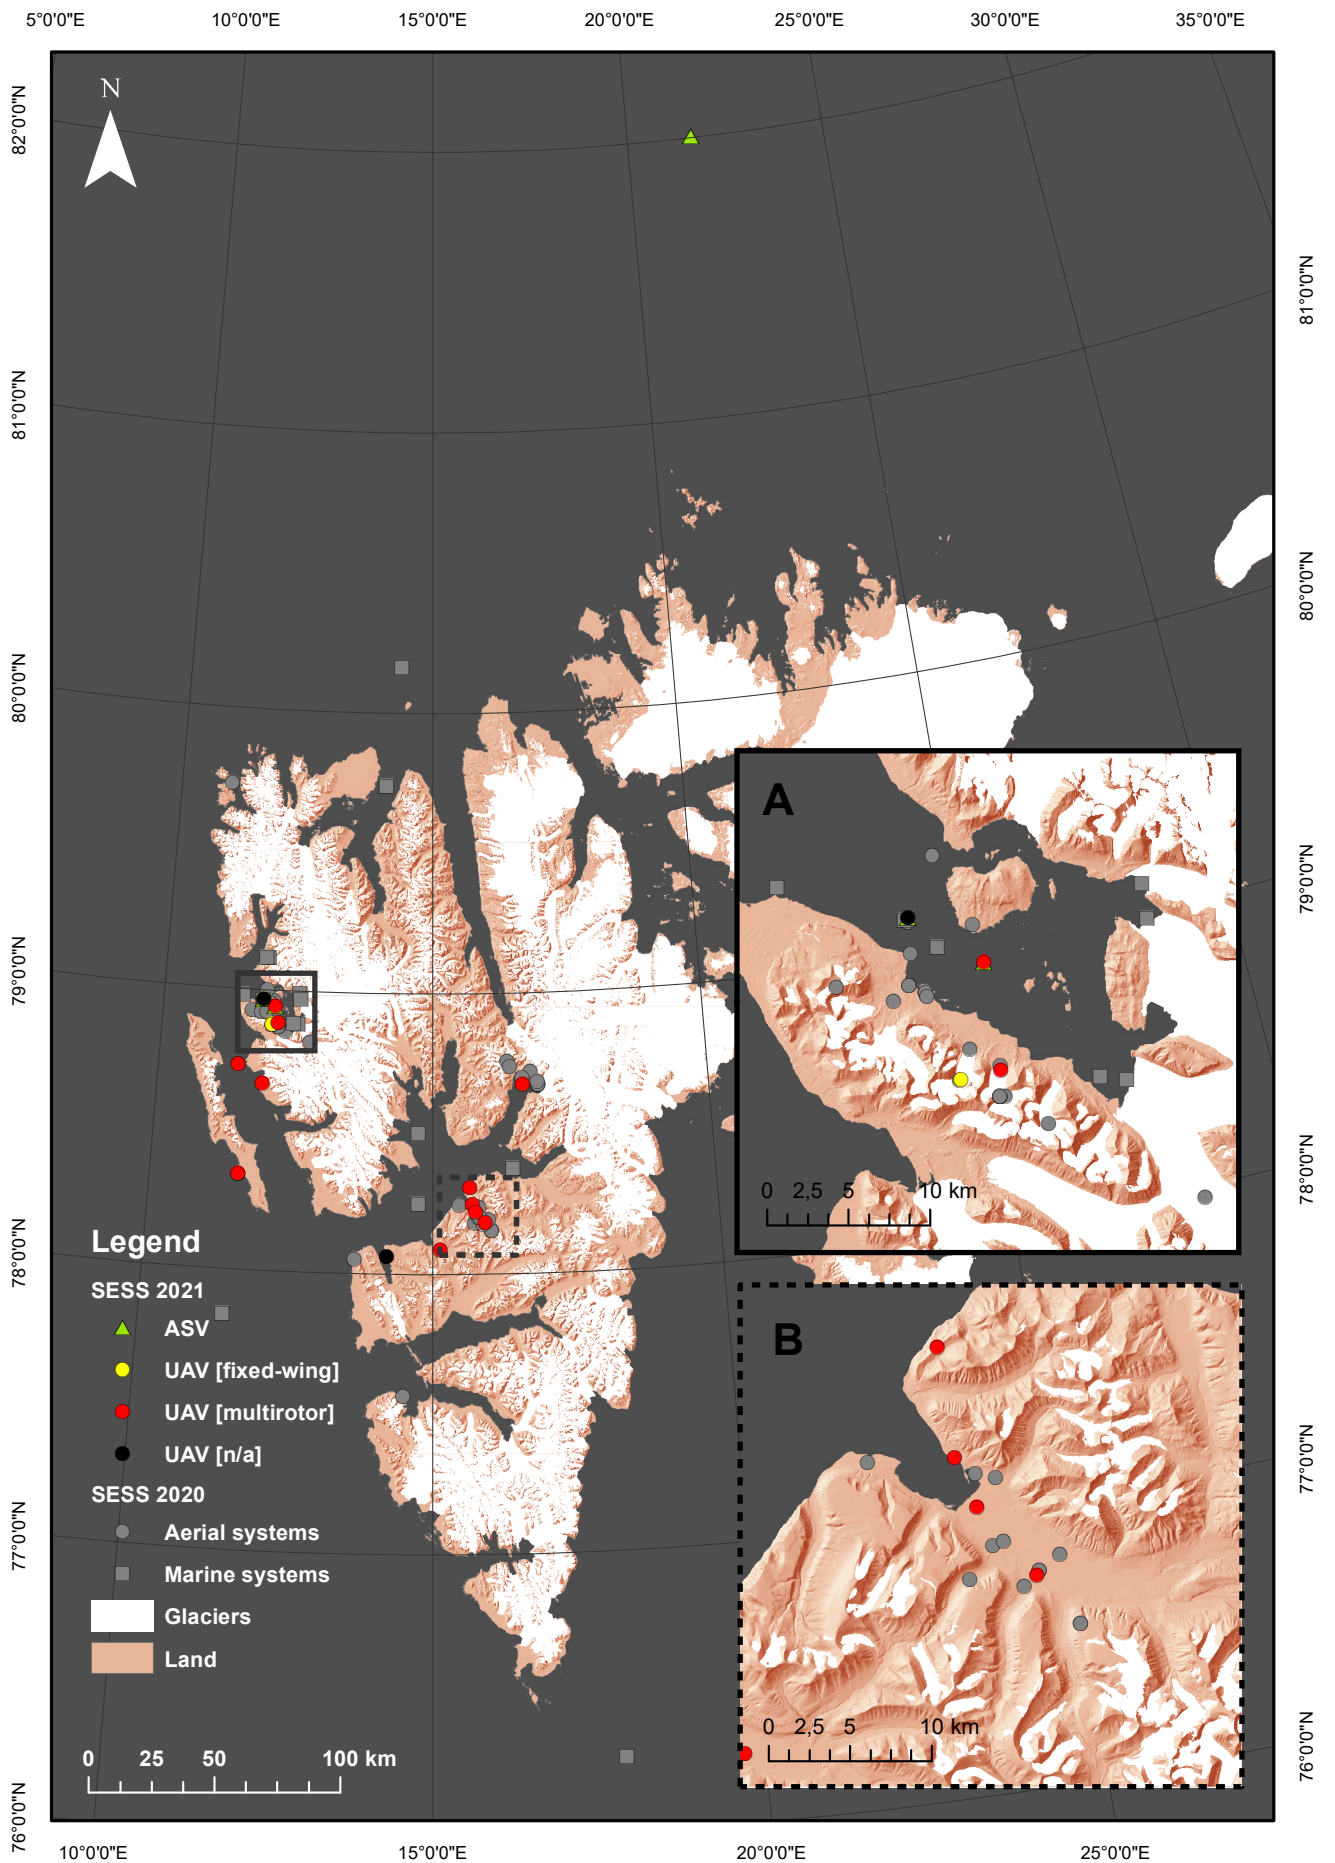 5°0'0"E 10°0'0"E 15°0'0"E 20°0'0"E 25°0'0"E 30°0'0"E 35°0'0"E
N
82°0'0"N
81°0'0"N
80°0'0"N
79°0'0"N
78°0'0"N
77°0'0"N
76°0'0"N
81°0'0"N
80°0'0"N
79°0'0"N
78°0'0"N
77°0'0"N
76°0'0"N
A
0 2,5 5 10 km
B
0 2,5 5 10 km
Legend
SESS 2021
ASV
UAV [fixed-wing]
UAV [multirotor]
UAV [n/a]
SESS 2020
Aerial systems
Marine systems
Glaciers
Land
0 25 50 100 km
10°0'0"E 15°0'0"E 20°0'0"E 25°0'0"E